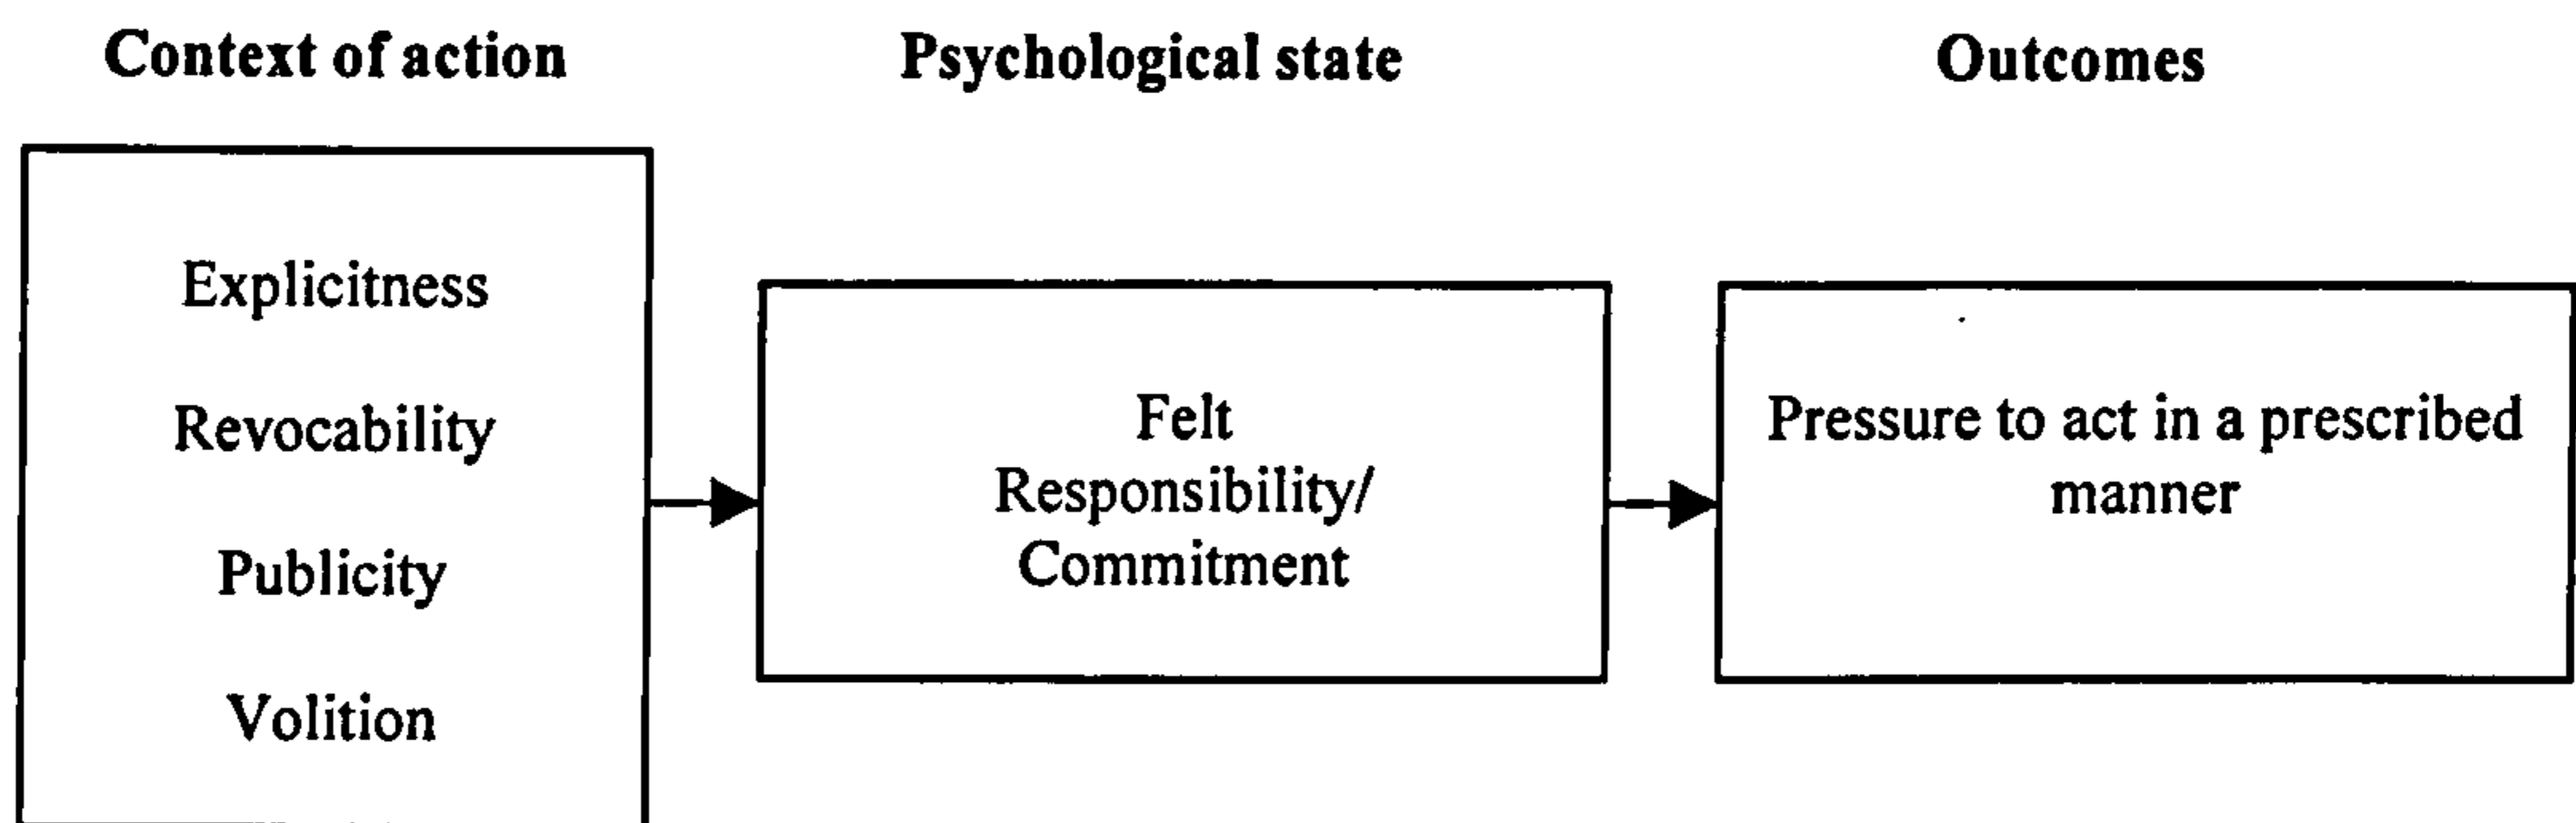 Context of action
Psychological state
Outcomes
Explicitness
Revocability
Publicity
Volition
Felt
Responsibility/
Commitment
Pressure to act in a prescribed
manner